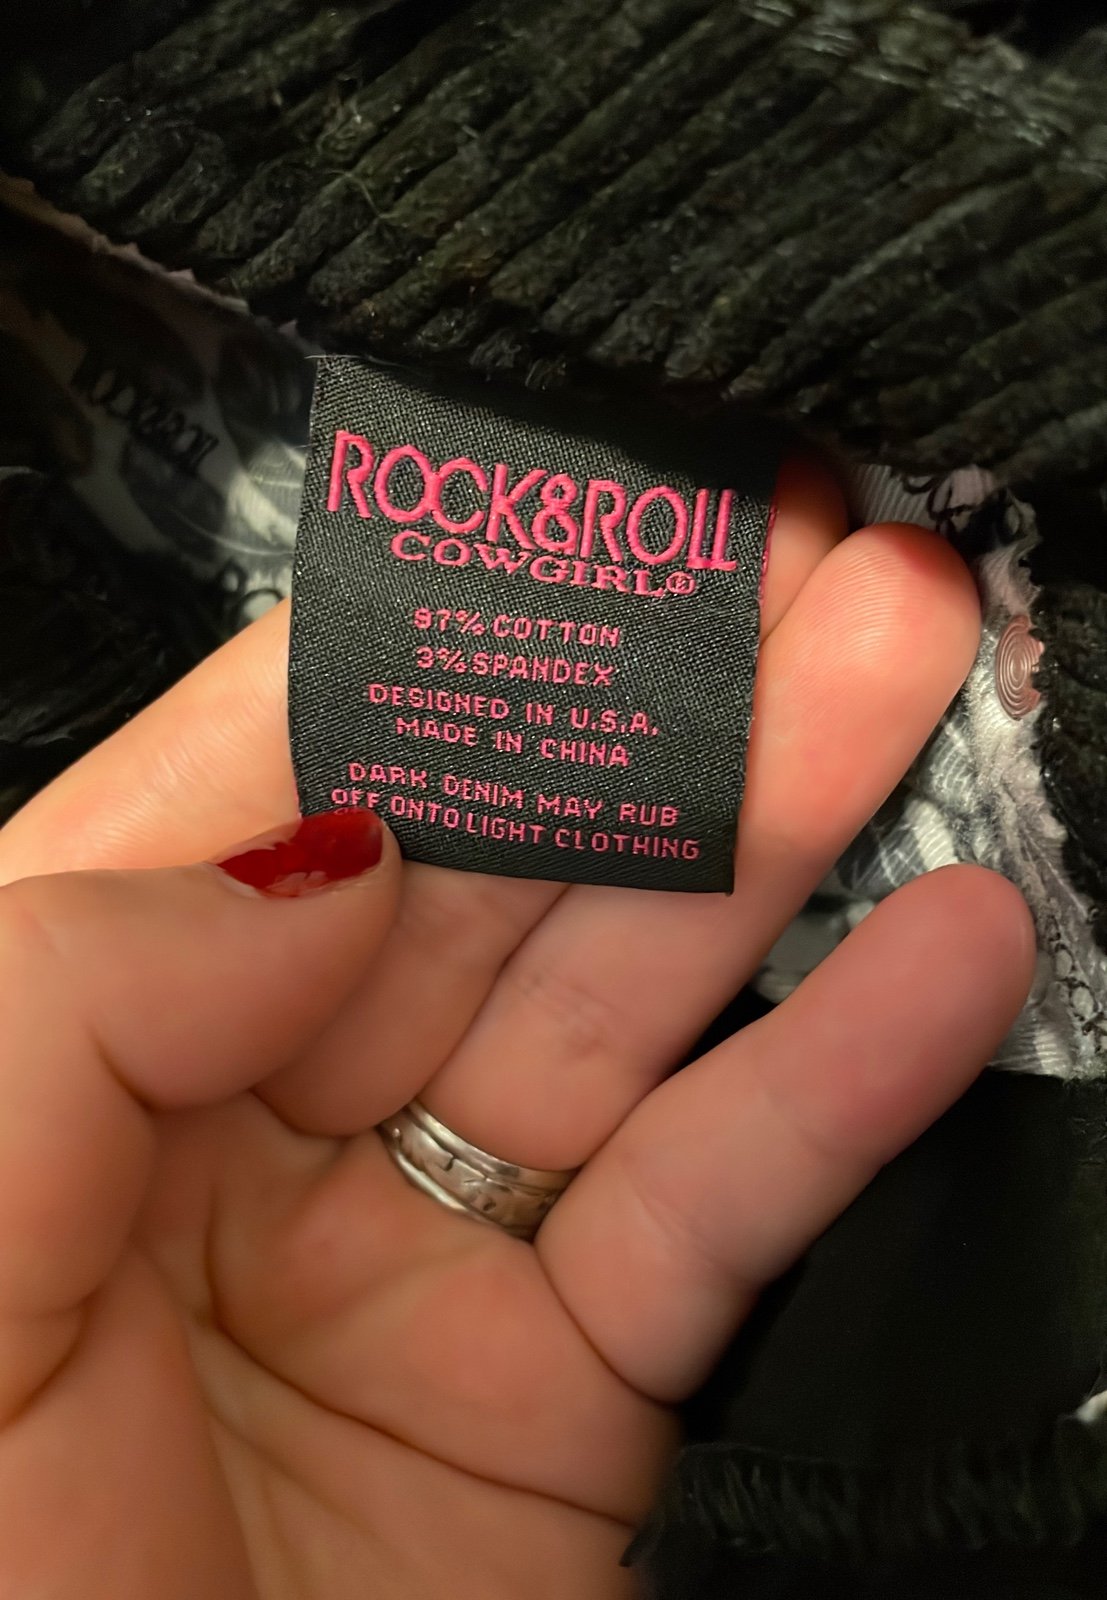 ROCK&ROLL
COWGIRL®
97% COTTON
3% SPANDEX
DESIGNED IN U.S.A.
MADE IN CHINA
DARK DENIM MAY RUB
OFF ONTO LIGHT CLOTHING